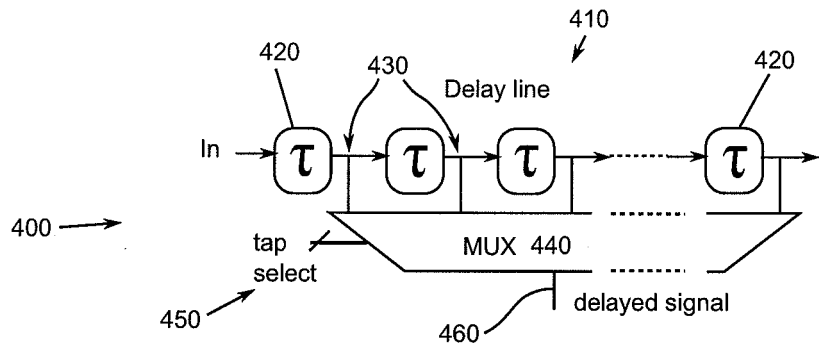 410
420
430
420
Delay line
In
τ
τ
τ
τ
400
tap
select
MUX 440
450
460
delayed signal